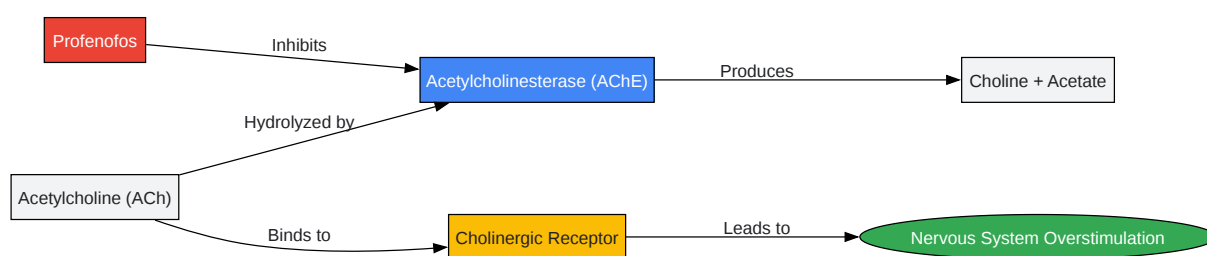 Profenofos
Inhibits
Acetylcholinesterase (AChE)
Produces
Choline + Acetate
Hydrolyzed by
Acetylcholine (ACh)
Binds to
Cholinergic Receptor
Leads to
Nervous System Overstimulation